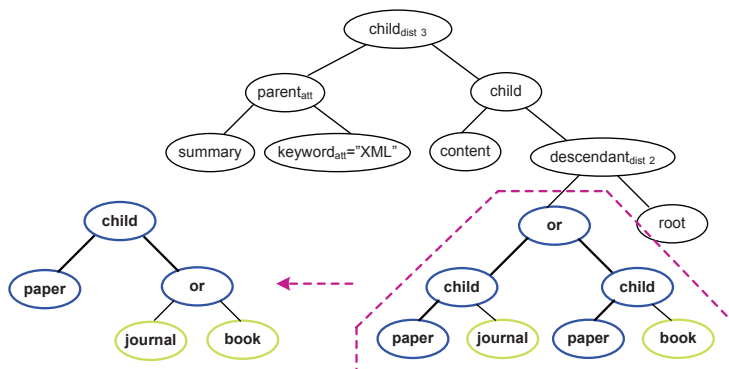 child dist 3
parent att
child
summary
keyword att="XML"
content
descendant dist 2
root
or
child
child
paper
journal
paper
book
child
paper
or
journal
book